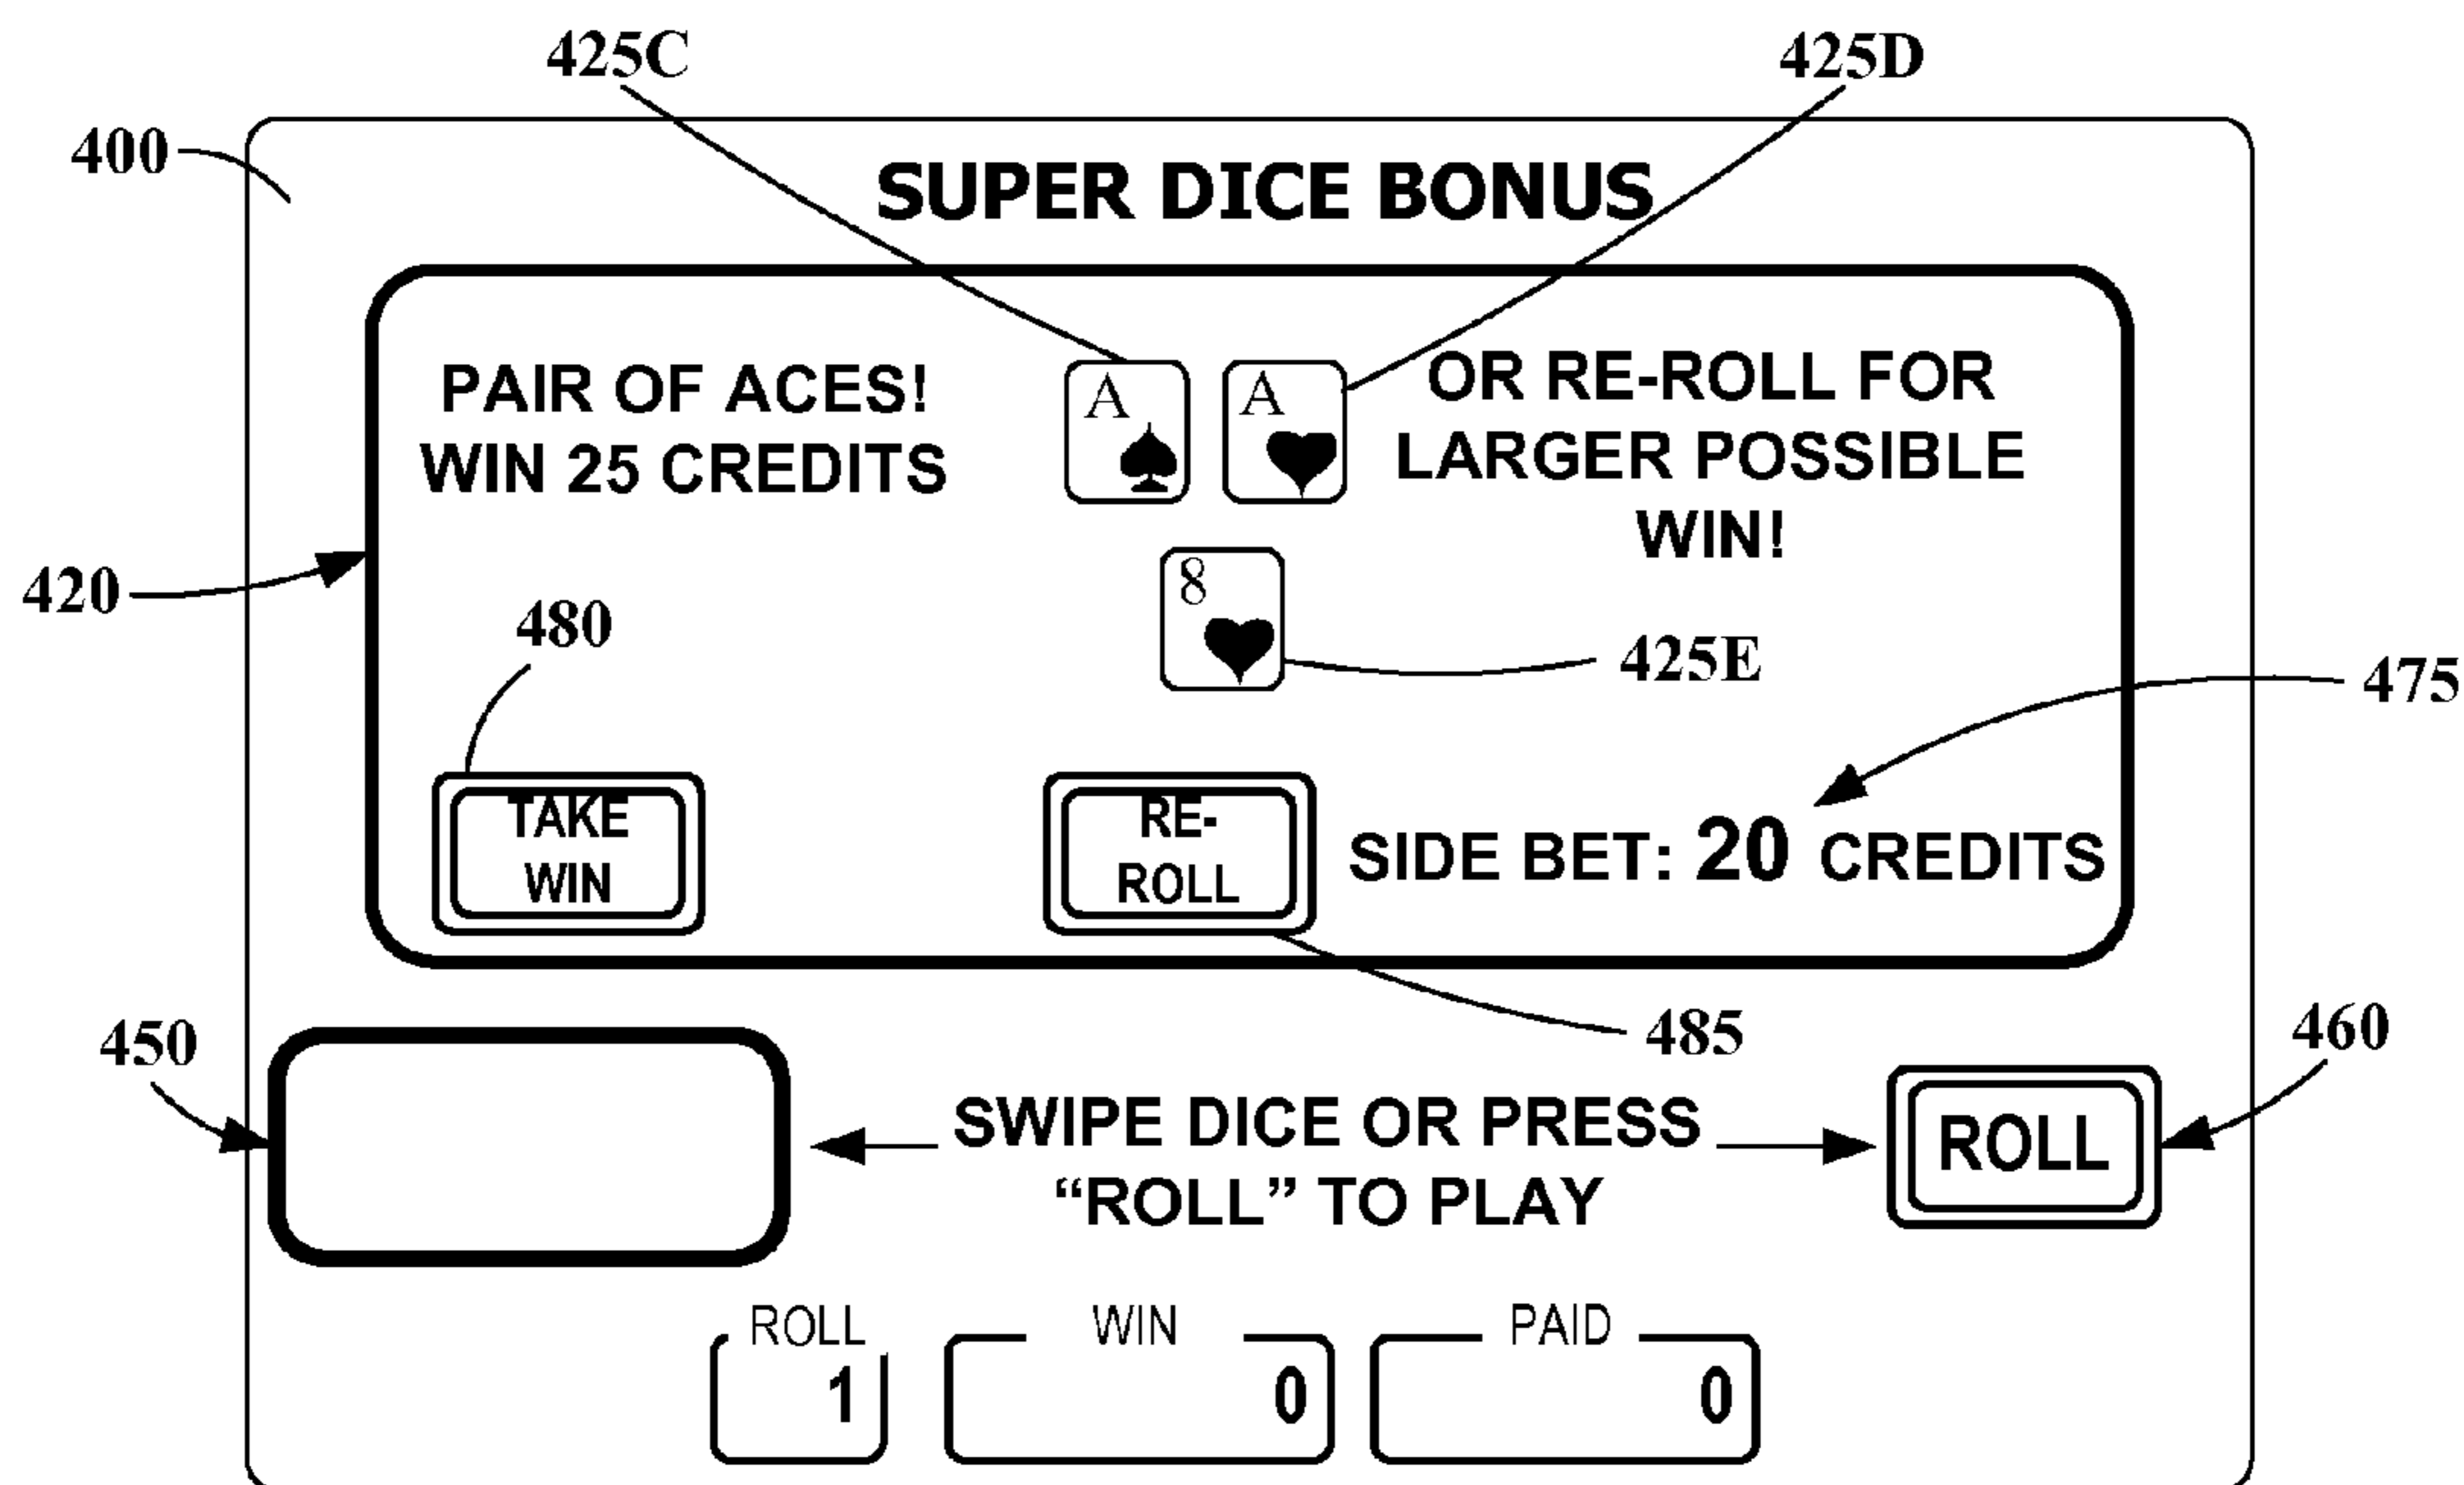 425C
425D
400
SUPER DICE BONUS
PAIR OF ACES!
WIN 25 CREDITS
A
A
OR RE-ROLL FOR
LARGER POSSIBLE
WIN!
8
420
480
425E
475
TAKE
WIN
RE-
ROLL
SIDE BET: 20 CREDITS
450
485
460
SWIPE DICE OR PRESS
“ROLL” TO PLAY
ROLL
ROLL
1
WIN
0
PAID
0